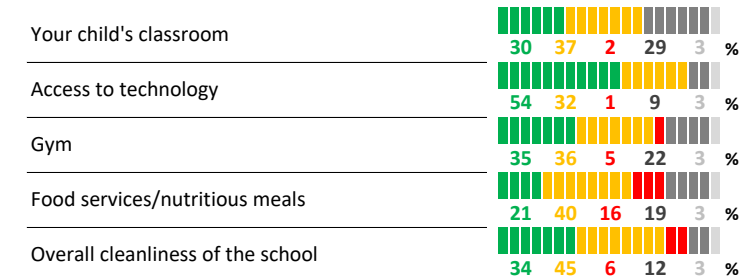 Your child's classroom
30 37 2 29 3 %
Access to technology
54 32 1 9 3 %
Gym
35 36 5 22 3 %
Food services/nutritious meals
21 40 16 19 3 %
Overall cleanliness of the school
34 45 6 12 3 %